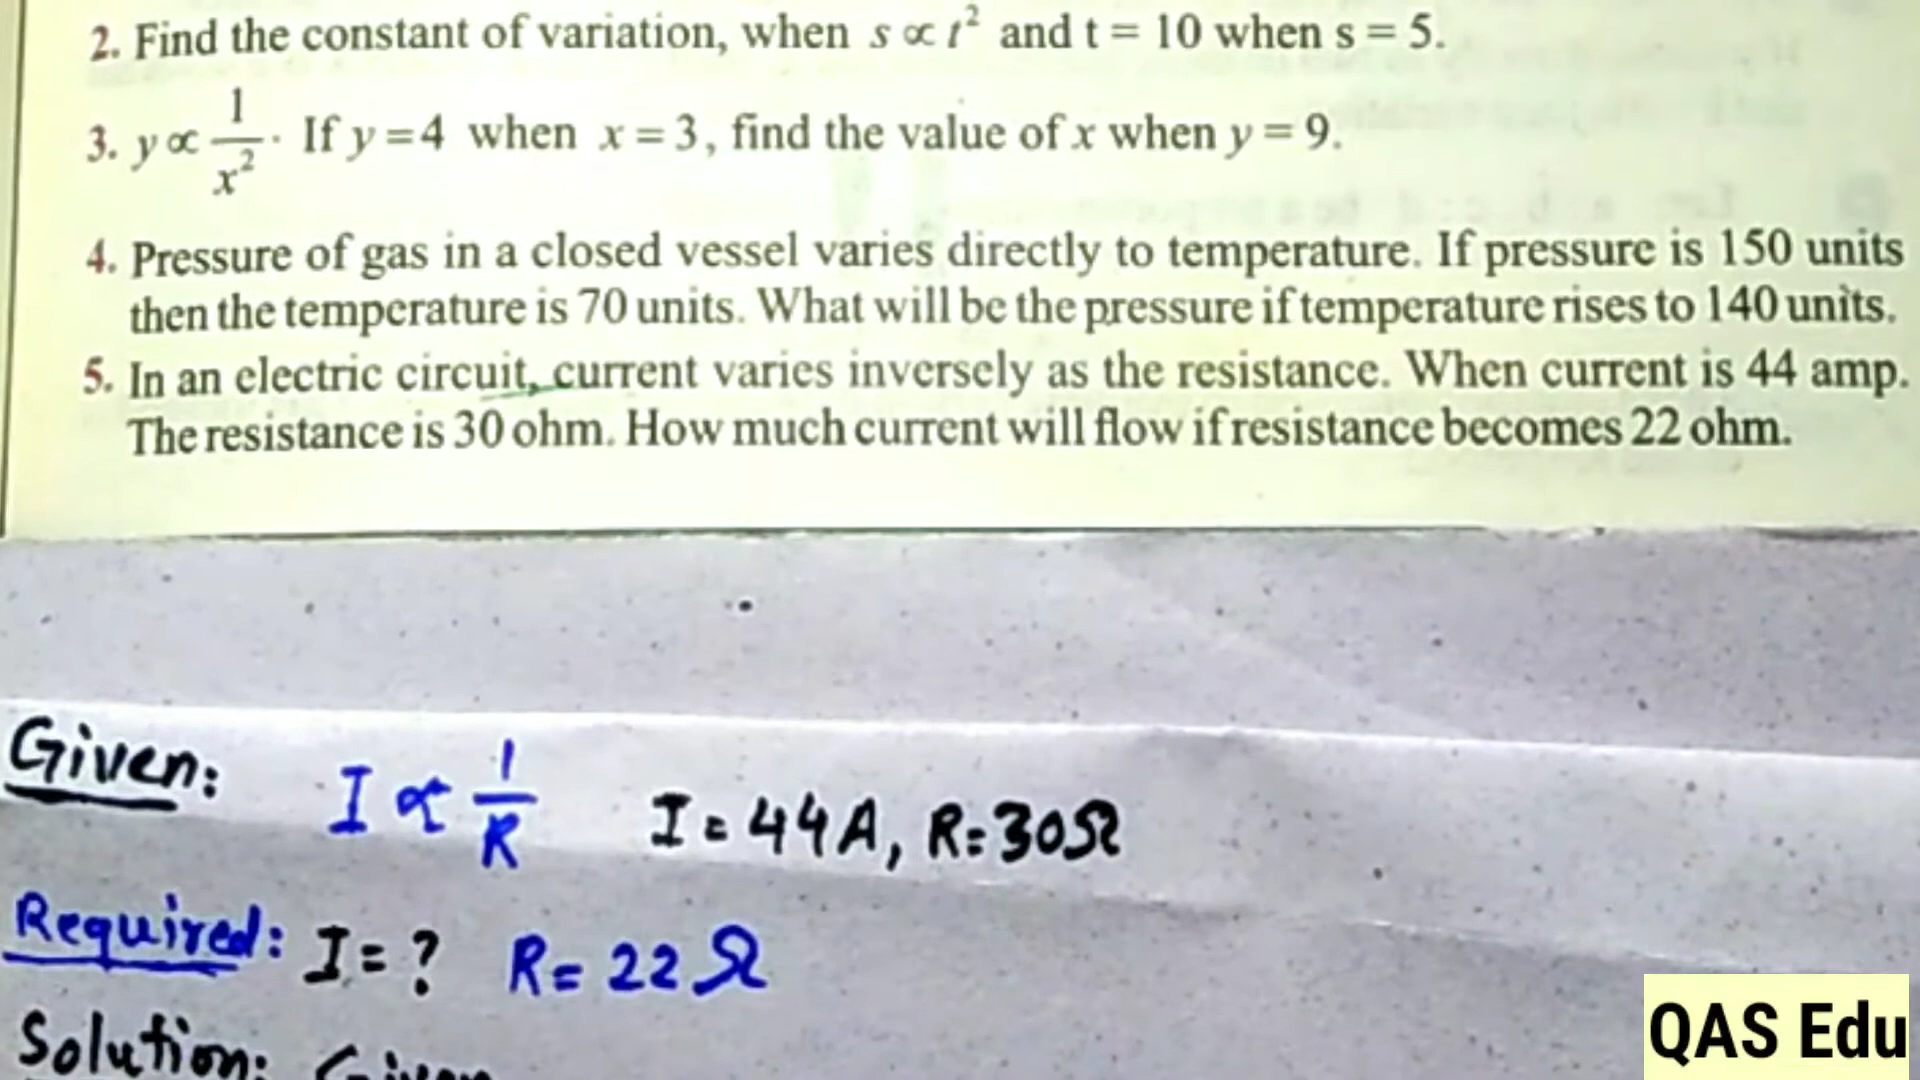 2. Find the constant of variation, when s ∝ t² and t = 10 when s = 5.
3. y ∝ 1/x². If y = 4 when x = 3, find the value of x when y = 9.
4. Pressure of gas in a closed vessel varies directly to temperature. If pressure is 150 units
then the temperature is 70 units. What will be the pressure if temperature rises to 140 units.
5. In an electric circuit, current varies inversely as the resistance. When current is 44 amp.
The resistance is 30 ohm. How much current will flow if resistance becomes 22 ohm.
Given: I ∝ 1/R I = 44A, R = 30Ω
Required: I = ? R = 22 Ω
Solution: Given
QAS Edu